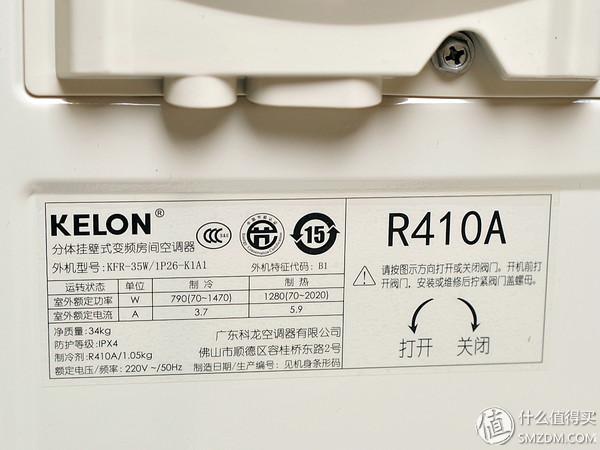 KELON®
分体挂壁式变频房间空调器
CCC S&E
15
外机型号:KFR-35W/1P26-K1A1 外机特征代码: B1
运转状态 单位 制 冷 制 热
室外额定功率 W 790(70~1470) 1280(70~2020)
室外额定电流 A 3.7 5.9
净质量:34kg
防护等级:IPX4
制冷剂:R410A/1.05kg
额定电压/频率: 220V ~/50Hz
广东科龙空调器有限公司
佛山市顺德区容桂桥东路2号
制造日期/生产编号: 见机身条形码
R410A
请按图示方向打开或关闭阀门。开机前打
开阀门，安装或维修后拧紧阀门盖螺母。
打开 关闭
值 什么值得买
SMZDM.COM